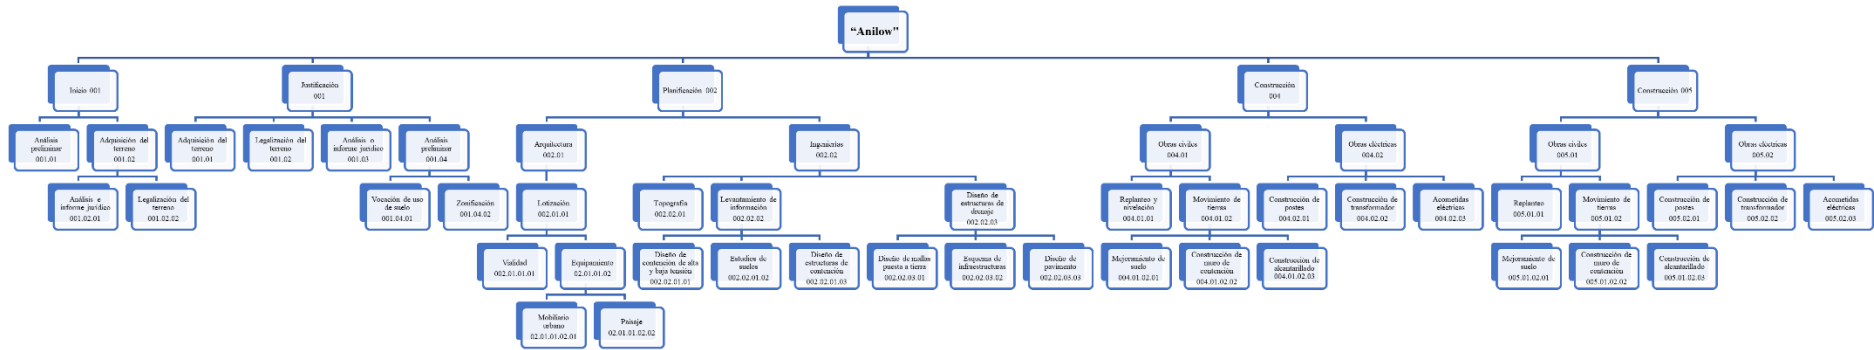 “Anilow”
Inicio 001
Justificación
001
Planificación 002
Construcción
004
Construcción 005
Análisis
preliminar
001.01
Adquisición del
terreno
001.02
Adquisición del
terreno
001.01
Legalización del
terreno
001.02
Análisis o
informe jurídico
001.03
Análisis
preliminar
001.04
Arquitectura
002.01
Ingenierías
002.02
Obras civiles
004.01
Obras eléctricas
004.02
Obras civiles
005.01
Obras eléctricas
005.02
Análisis e
informe jurídico
001.02.01
Legalización del
terreno
001.02.02
Vocación de uso
de suelo
001.04.01
Zonificación
001.04.02
Lotización
002.01.01
Topografía
002.02.01
Levantamiento de
información
002.02.02
Diseño de
estructuras de
drenaje
002.02.03
Replanteo y
nivelación
004.01.01
Movimiento de
tierras
004.01.02
Construcción de
postes
004.02.01
Construcción de
transformador
004.02.02
Acometidas
eléctricas
004.02.03
Replanteo
005.01.01
Movimiento de
tierras
005.01.02
Construcción de
postes
005.02.01
Construcción de
transformador
005.02.02
Acometidas
eléctricas
005.02.03
Vialidad
002.01.01.01
Equipamiento
02.01.01.02
Diseño de
contención de alta
y baja tensión
002.02.01.01
Estudios de
suelos
002.02.01.02
Diseño de
estructuras de
contención
002.02.01.03
Diseño de mallas
puesta a tierra
002.02.03.01
Esquema de
infraestructuras
002.02.03.02
Diseño de
pavimento
002.02.03.03
Mejoramiento de
suelo
004.01.02.01
Construcción de
muro de
contención
004.01.02.02
Construcción de
alcantarillado
004.01.02.03
Mejoramiento de
suelo
005.01.02.01
Construcción de
muro de
contención
005.01.02.02
Construcción de
alcantarillado
005.01.02.03
Mobiliario
urbano
02.01.01.02.01
Paisaje
02.01.01.02.02